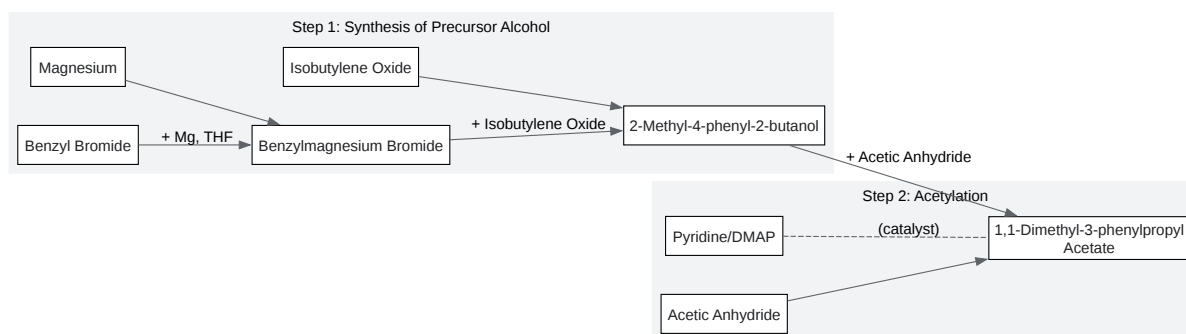 Step 1: Synthesis of Precursor Alcohol
Magnesium
Isobutylene Oxide
Benzyl Bromide
+ Mg, THF
Benzylmagnesium Bromide
+ Isobutylene Oxide
2-Methyl-4-phenyl-2-butanol
+ Acetic Anhydride
Step 2: Acetylation
Pyridine/DMAP
(catalyst)
1,1-Dimethyl-3-phenylpropyl
Acetate
Acetic Anhydride